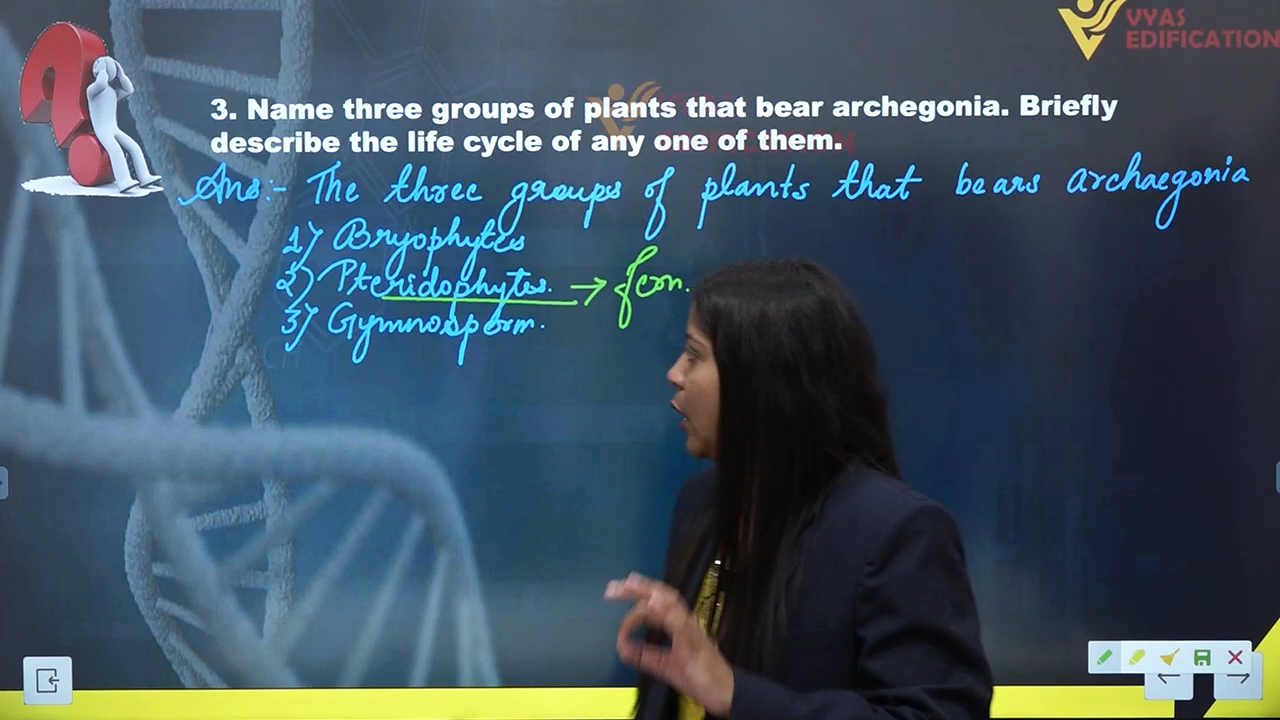 VYAS
EDIFICATION
3. Name three groups of plants that bear archegonia. Briefly
describe the life cycle of any one of them.
Ans:- The three groups of plants that bears archaegonia
1) Bryophytes
2) Pteridophytes. → fern.
3) Gymnosperm.